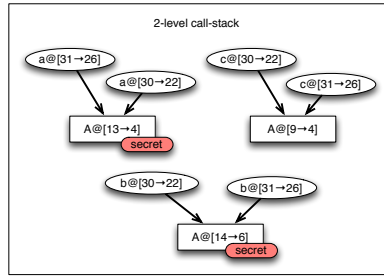 2-level call-stack
a@[31→26]
a@[30→22]
A@[13→4]
secret
c@[30→22]
c@[31→26]
A@[9→4]
b@[30→22]
b@[31→26]
A@[14→6]
secret